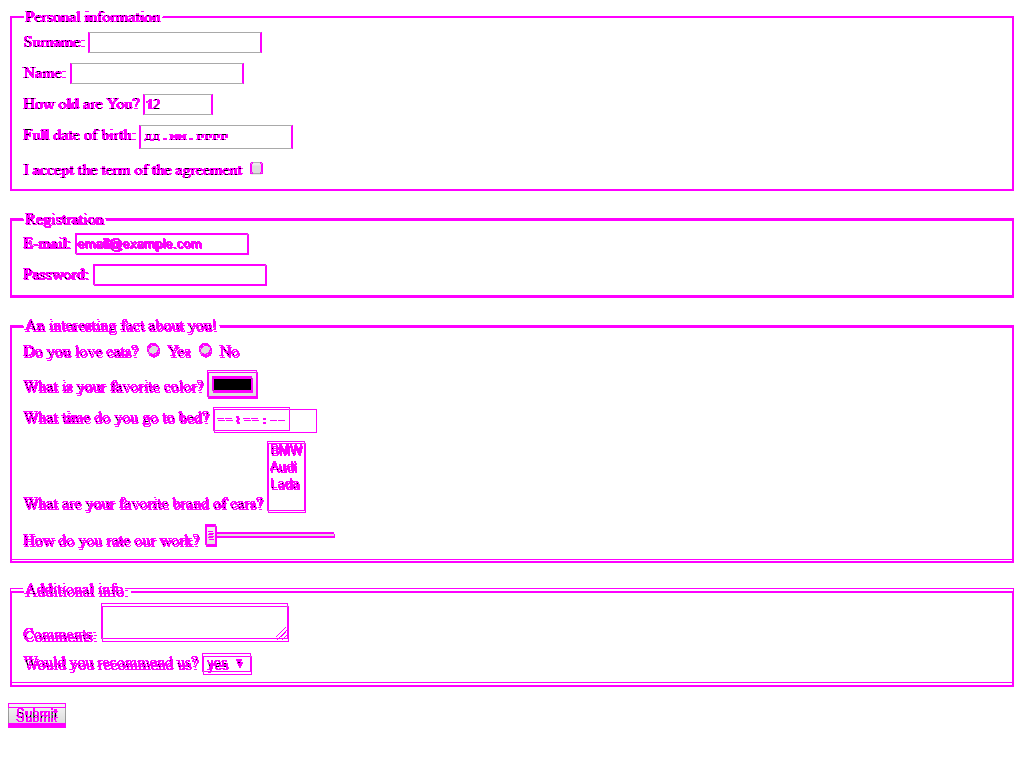 Personal information
Surname:
Name:
How old are You? 12
Full date of birth: дд.мм.гггг
I accept the term of the agreement
Registration
E-mail: email@example.com
Password:
An interesting fact about you!
Do you love cats? Yes No
What is your favorite color?
What time do you go to bed? --:--:--
BMW
Audi
Lada
What are your favorite brand of cars?
How do you rate our work?
Additional info:
Comments:
Would you recommend us? yes
Submit